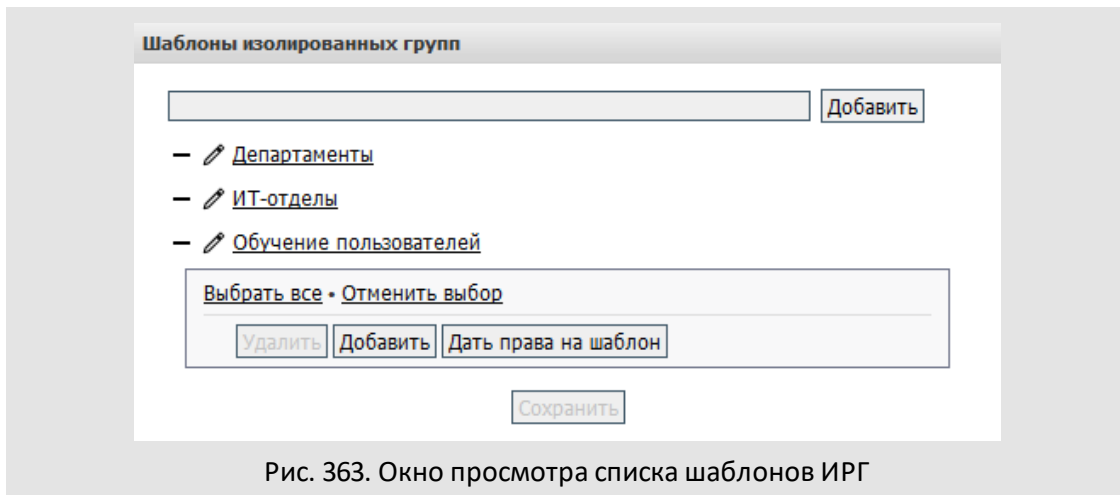 Шаблоны изолированных групп
Добавить
Департаменты
ИТ-отделы
Обучение пользователей
Выбрать все • Отменить выбор
Удалить Добавить Дать права на шаблон
Сохранить
Рис. 363. Окно просмотра списка шаблонов ИРГ